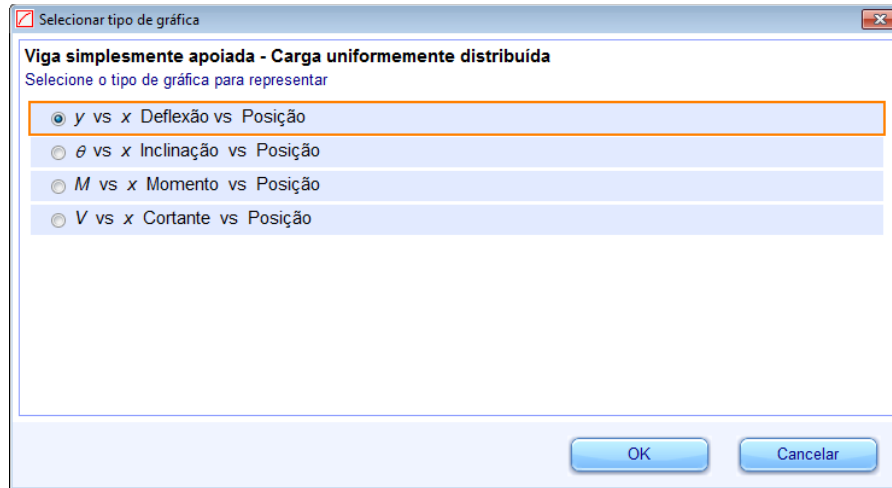 Selecionar tipo de gráfica
Viga simplesmente apoiada - Carga uniformemente distribuída
Selecione o tipo de gráfica para representar
y vs x Deflexão vs Posição
θ vs x Inclinação vs Posição
M vs x Momento vs Posição
V vs x Cortante vs Posição
OK Cancelar